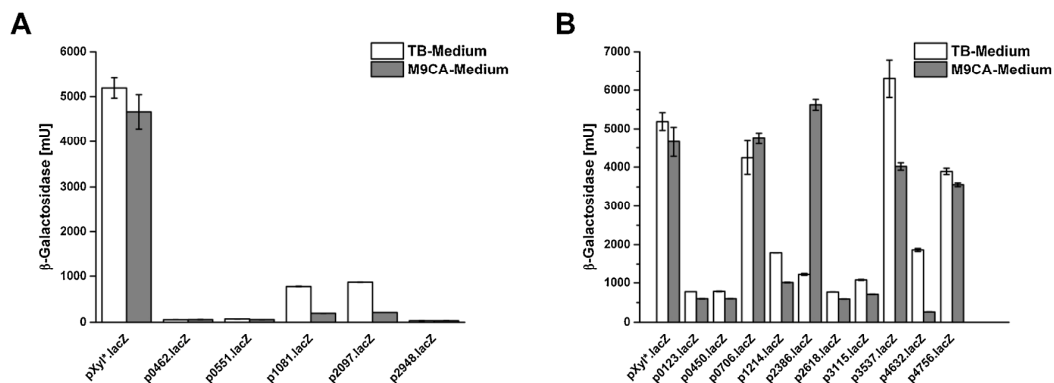 A
TB-Medium
M9CA-Medium
β-Galactosidase [mU]
6000
5000
4000
3000
2000
1000
0
pXyl*.lacZ
p0462.lacZ
p0551.lacZ
p1081.lacZ
p2097.lacZ
p2948.lacZ
B
TB-Medium
M9CA-Medium
β-Galactosidase [mU]
7000
6000
5000
4000
3000
2000
1000
0
pXyl*.lacZ
p0123.lacZ
p0450.lacZ
p0706.lacZ
p1214.lacZ
p2386.lacZ
p2618.lacZ
p3115.lacZ
p3537.lacZ
p4632.lacZ
p4756.lacZ